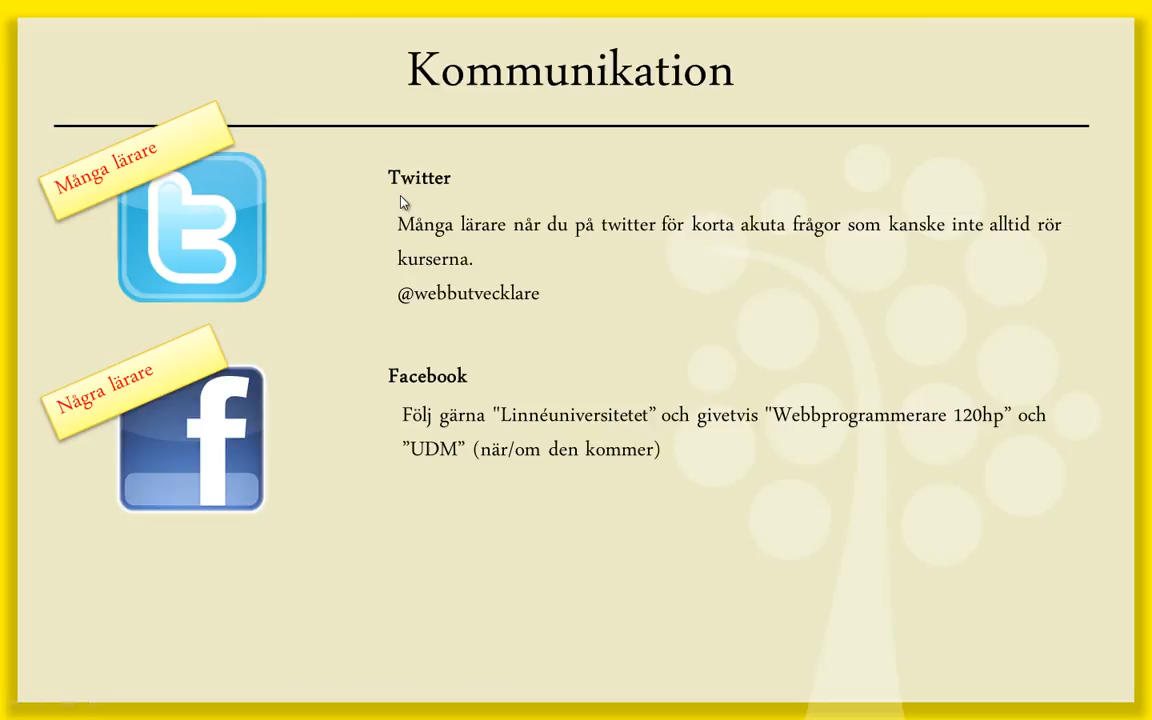 Kommunikation
Många lärare
Twitter
Många lärare når du på twitter för korta akuta frågor som kanske inte alltid rör
kurserna.
@webbutvecklare
Några lärare
Facebook
Följ gärna "Linnéuniversitetet” och givetvis "Webbprogrammerare 120hp” och
”UDM” (när/om den kommer)